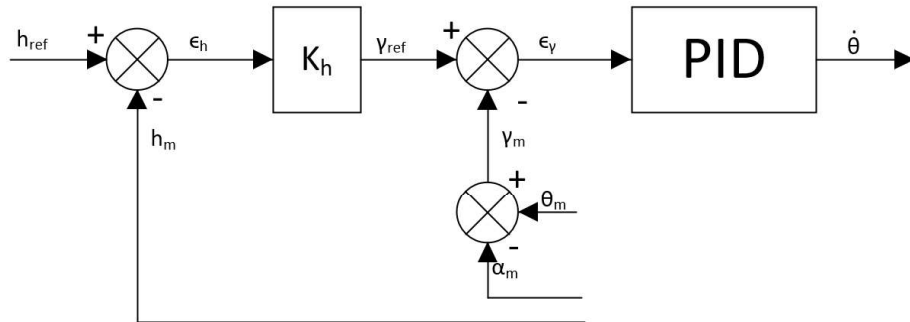 h_ref
+
-
h_m
ϵ_h
K_h
γ_ref
+
-
ϵ_γ
PID
θ̇
γ_m
+
θ_m
-
α_m